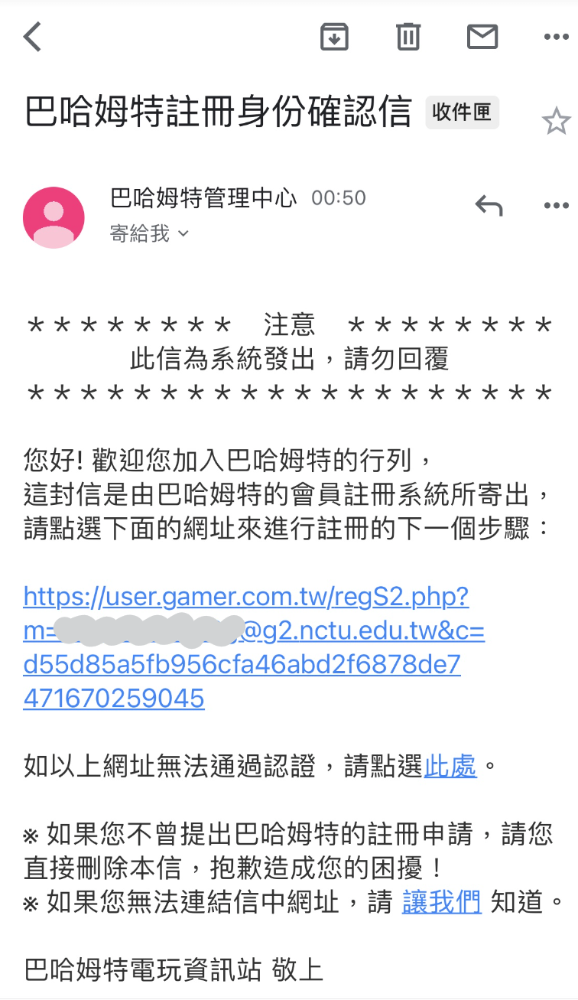 巴哈姆特註冊身份確認信 收件匣
巴哈姆特管理中心 00:50
寄給我
＊＊＊＊＊＊＊＊ 注意 ＊＊＊＊＊＊＊＊
此信為系統發出，請勿回覆
＊＊＊＊＊＊＊＊＊＊＊＊＊＊＊＊＊＊＊＊
您好! 歡迎您加入巴哈姆特的行列，
這封信是由巴哈姆特的會員註冊系統所寄出，
請點選下面的網址來進行註冊的下一個步驟：
https://user.gamer.com.tw/regS2.php?
m=@g2.nctu.edu.tw&c=
d55d85a5fb956cfa46abd2f6878de7
471670259045
如以上網址無法通過認證，請點選此處。
※ 如果您不曾提出巴哈姆特的註冊申請，請您
直接刪除本信，抱歉造成您的困擾！
※ 如果您無法連結信中網址，請 讓我們 知道。
巴哈姆特電玩資訊站 敬上